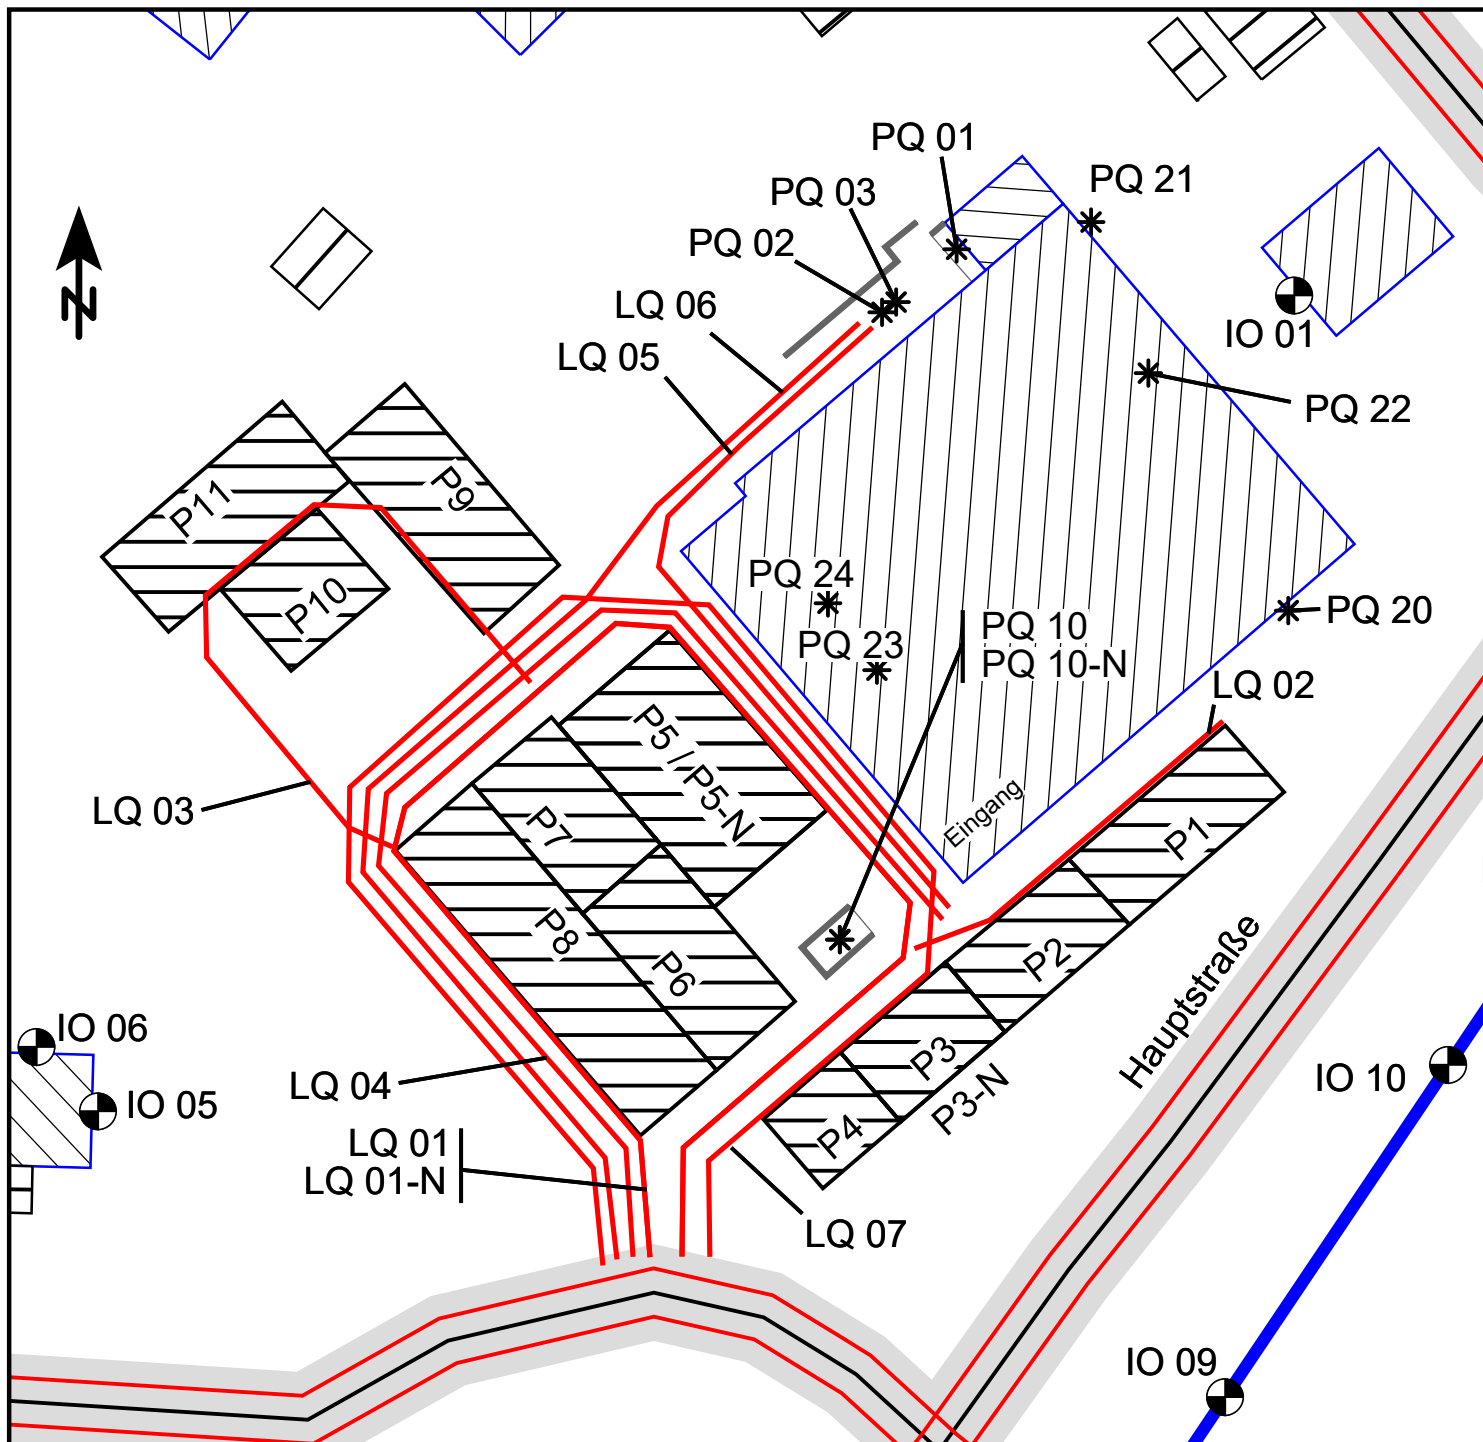 PQ 01
PQ 21
PQ 03
PQ 02
LQ 06
IO 01
LQ 05
PQ 22
N
P11
P9
P10
PQ 24
PQ 10
PQ 20
PQ 23
PQ 10-N
LQ 02
P5 / P5-N
LQ 03
Eingang
P7
P1
P8
P2
P6
Hauptstraße
IO 06
P3
IO 10
LQ 04
P3-N
IO 05
P4
LQ 01
LQ 01-N
LQ 07
IO 09